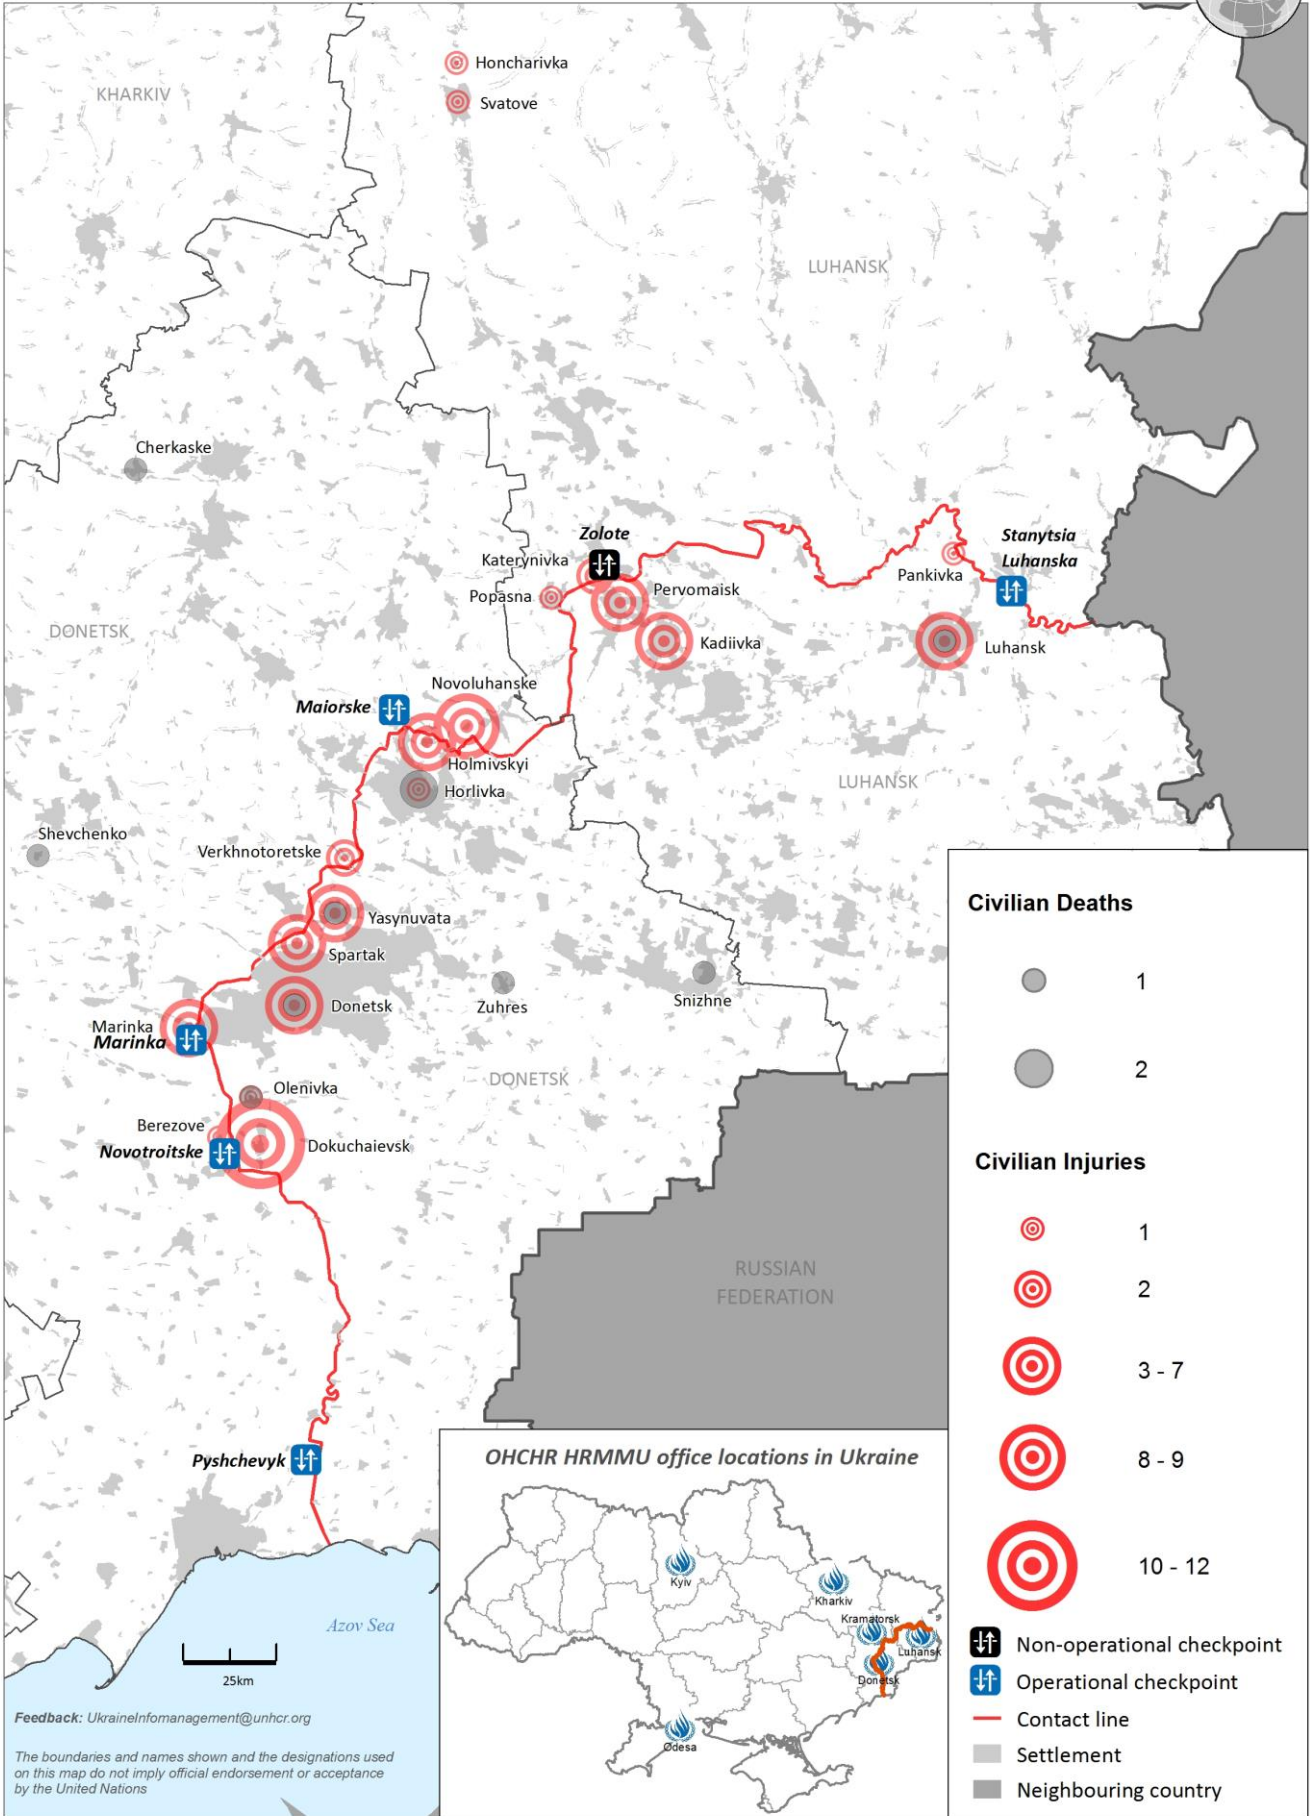 Honcharivka
Svatove
KHARKIV
LUHANSK
Cherkaske
Zolote
Katerynivka
Popasna
Pervomaisk
Kadiivka
Stanytsia
Luhanska
Pankivka
Luhansk
DONETSK
Novoluhanske
Maiorske
Holmivskyi
Horlivka
LUHANSK
Shevchenko
Verkhnotoretske
Yasynuvata
Spartak
Donetsk
Zuhres
Snizhne
Marinka
Marinka
Olenivka
DONETSK
Berezove
Novotroitske
Dokuchaievsk
RUSSIAN
FEDERATION
Pyshchevyk
Azov Sea
25km
Feedback: UkraineInfomanagement@unhcr.org
The boundaries and names shown and the designations used
on this map do not imply official endorsement or acceptance
by the United Nations
OHCHR HRMMU office locations in Ukraine
Kyiv
Kharkiv
Kramatorsk
Luhansk
Donetsk
Odesa
Civilian Deaths
1
2
Civilian Injuries
1
2
3 - 7
8 - 9
10 - 12
Non-operational checkpoint
Operational checkpoint
Contact line
Settlement
Neighbouring country